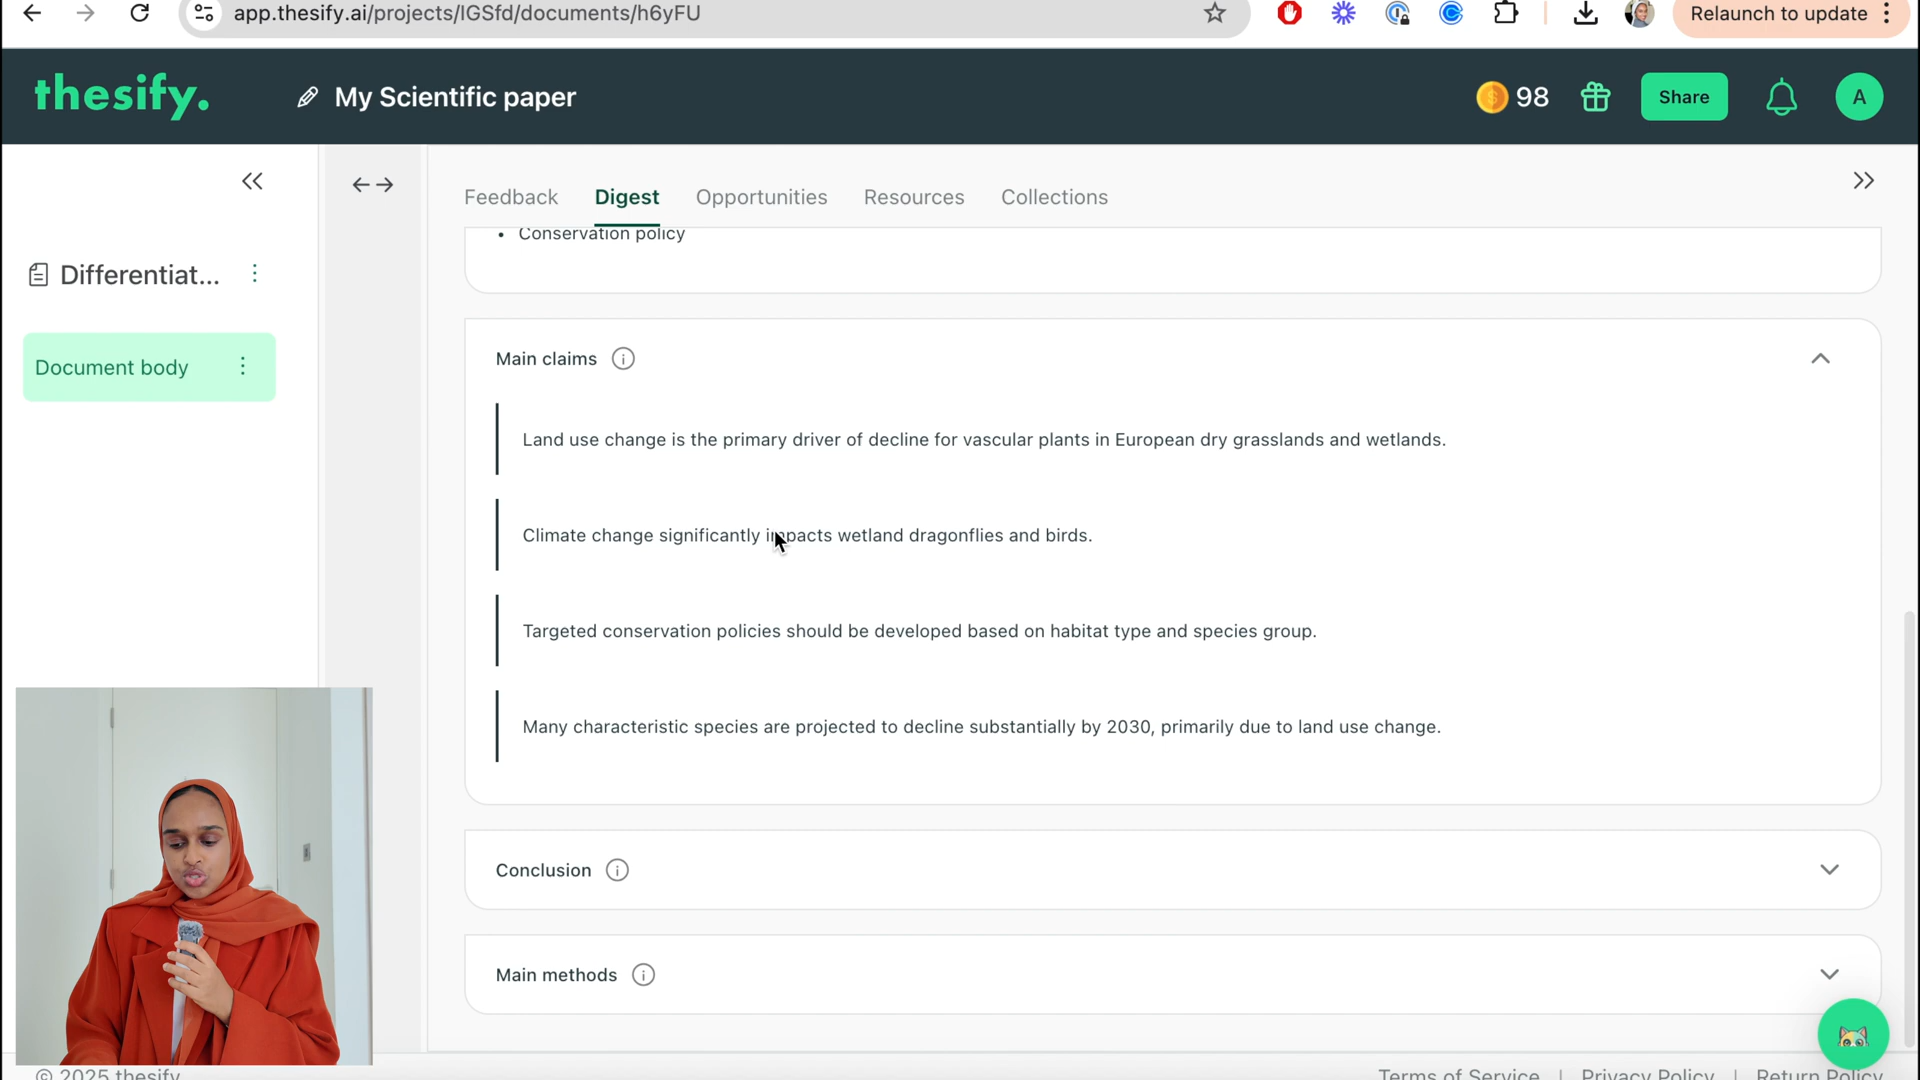 app.thesify.ai/projects/IGSfd/documents/h6yFU
Relaunch to update
thesify.
My Scientific paper
98
Share
A
Feedback
Digest
Opportunities
Resources
Collections
Differentiat...
Document body
• Conservation policy
Main claims
Land use change is the primary driver of decline for vascular plants in European dry grasslands and wetlands.
Climate change significantly impacts wetland dragonflies and birds.
Targeted conservation policies should be developed based on habitat type and species group.
Many characteristic species are projected to decline substantially by 2030, primarily due to land use change.
Conclusion
Main methods
© 2025 thesify
Terms of Service | Privacy Policy | Return Policy